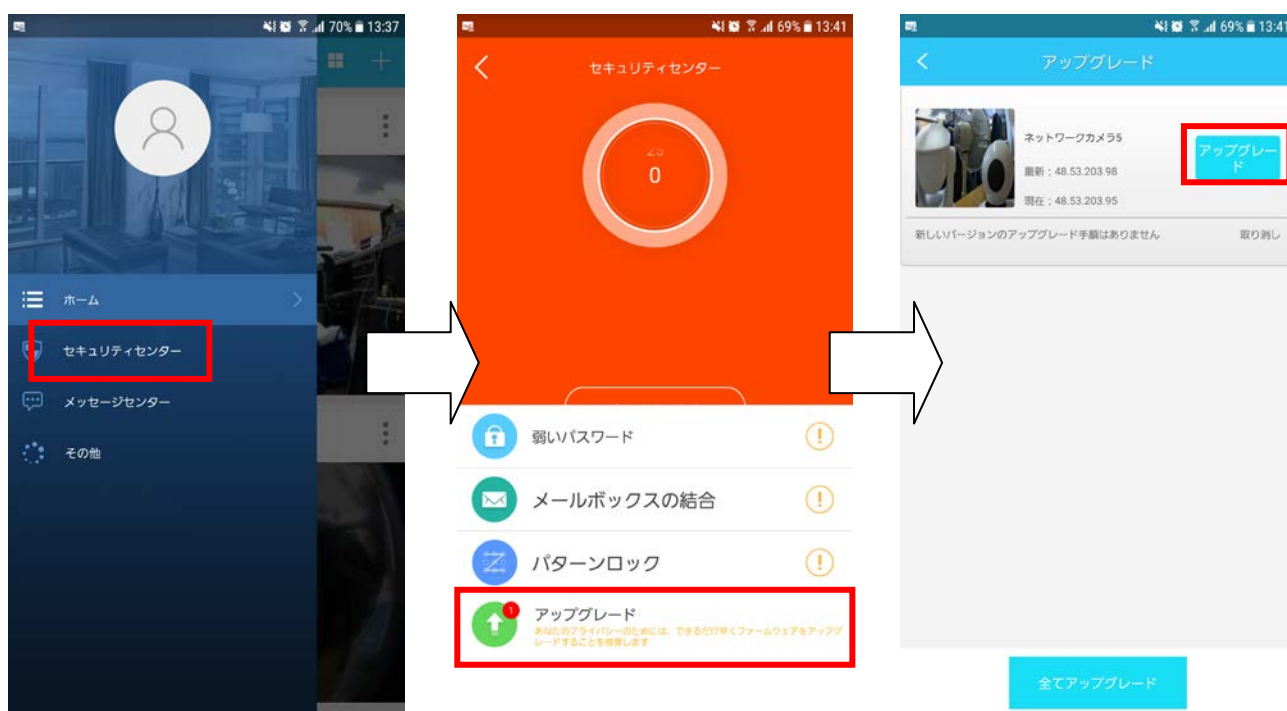 70% 13:37
ホーム
セキュリティセンター
メッセージセンター
その他
69% 13:41
セキュリティセンター
0
弱いパスワード
メールボックスの結合
パターンロック
1
アップグレード
あなたのプライバシーのためには、できるだけ早くファームウェアをアップグ
レードすることを推奨します
69% 13:41
アップグレード
ネットワークカメラ5
最新：48.53.203.98
現在：48.53.203.95
アップグレー
ド
新しいバージョンのアップグレード手順はありません 取り消し
全てアップグレード